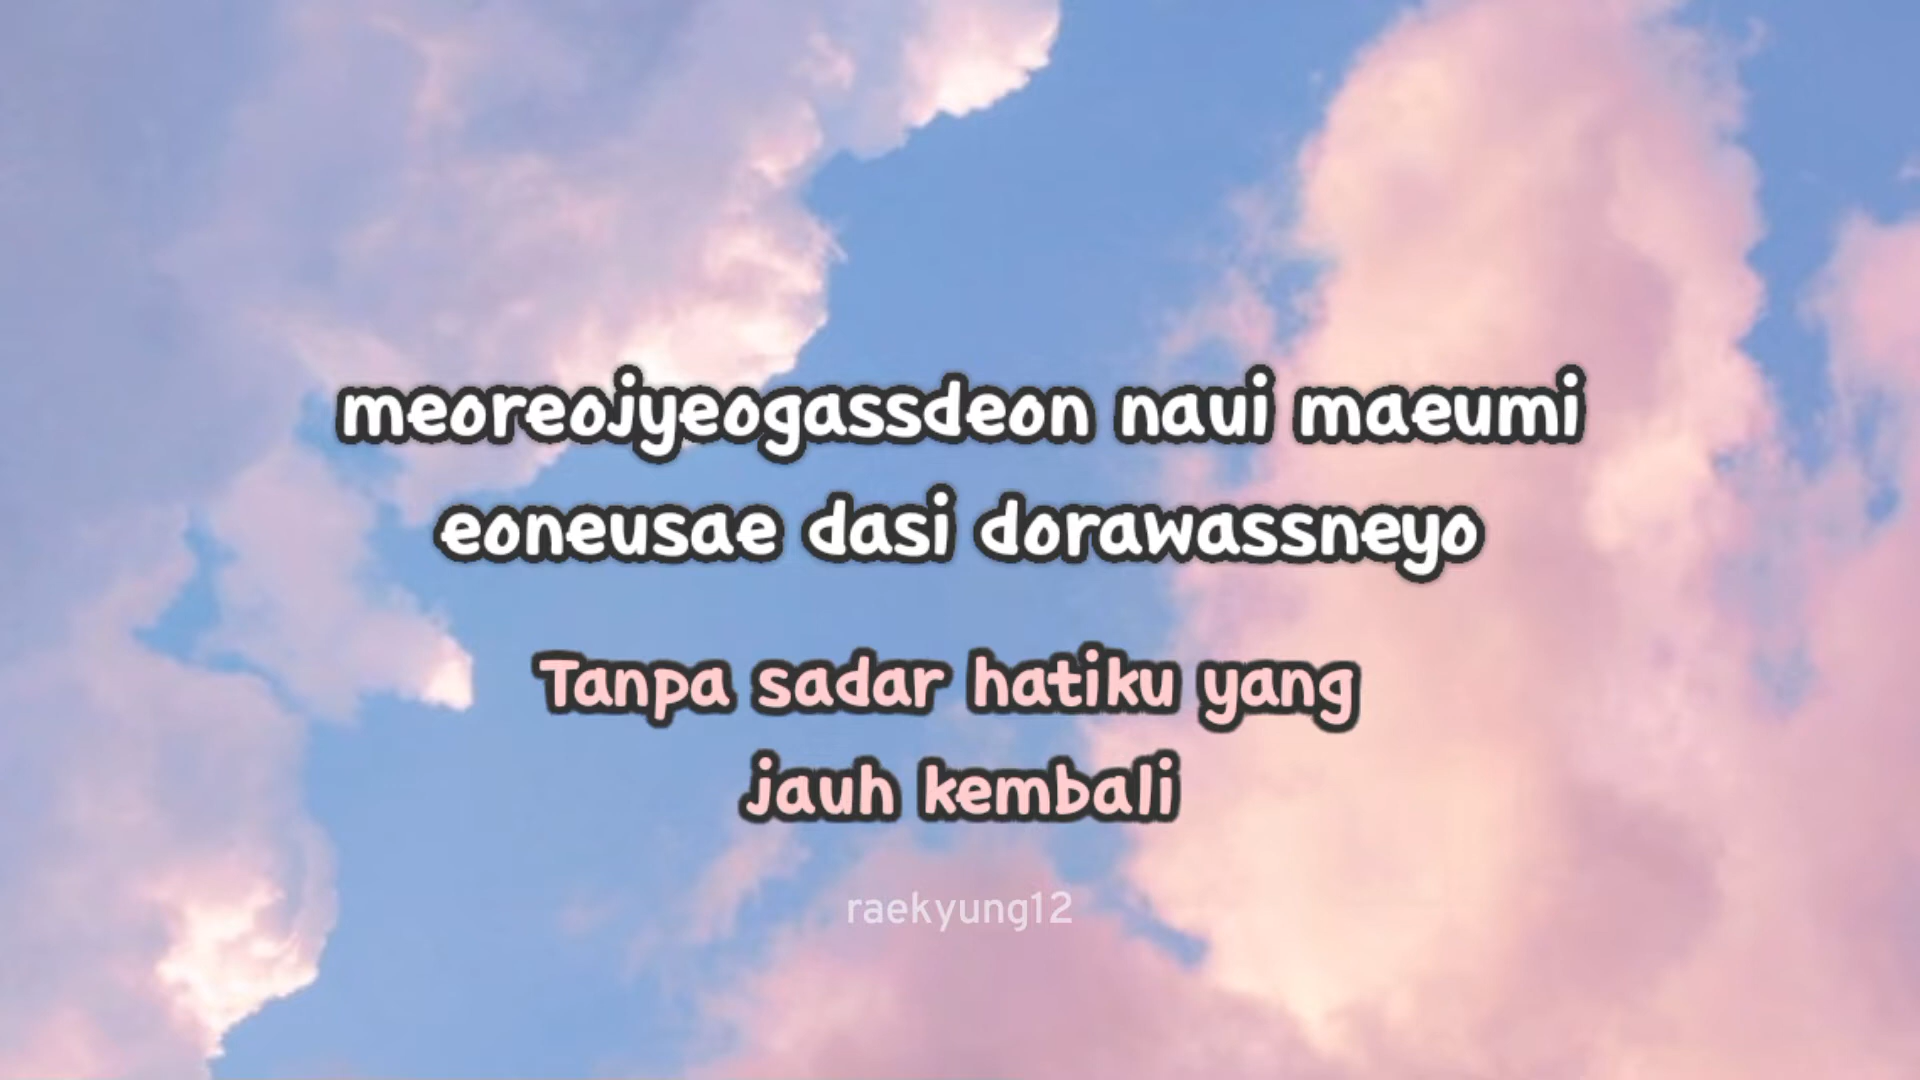 meoreojyeogassdeon naui maeumi
eoneusae dasi dorawassneyo
Tanpa sadar hatiku yang
jauh kembali
raekyung12